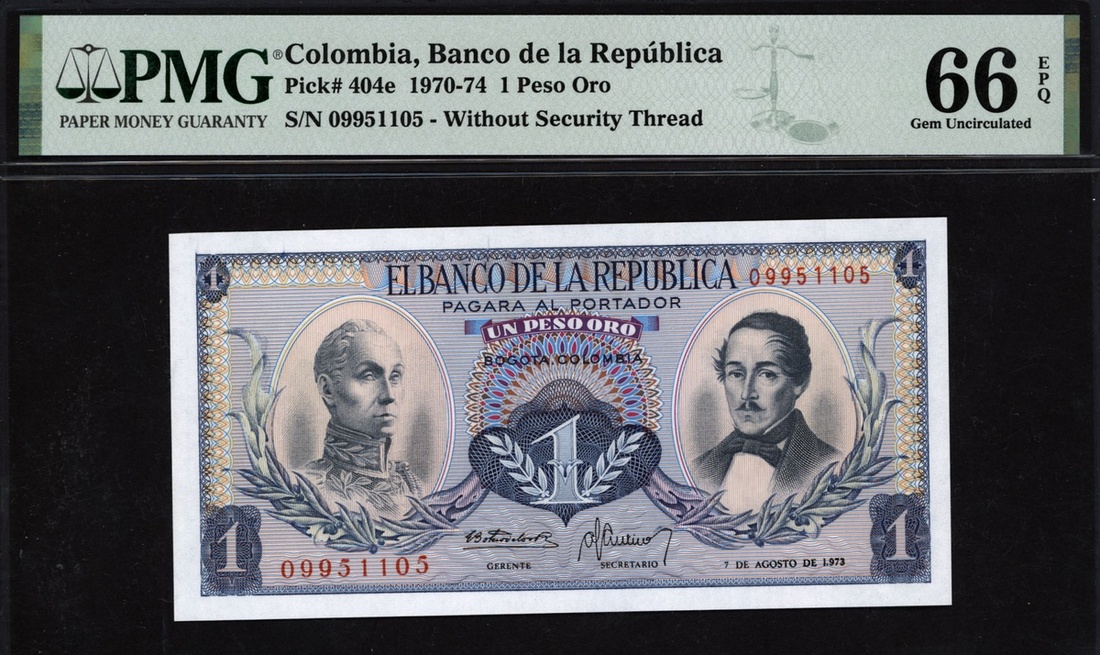 PMG®
PAPER MONEY GUARANTY
Colombia, Banco de la República
Pick# 404e 1970-74 1 Peso Oro
S/N 09951105 - Without Security Thread
66
EPQ
Gem Uncirculated
1
EL BANCO DE LA REPUBLICA
09951105
1
PAGARA AL PORTADOR
UN PESO ORO
BOGOTA COLOMBIA
1
1
09951105
GERENTE
SECRETARIO
7 DE AGOSTO DE 1.973
1